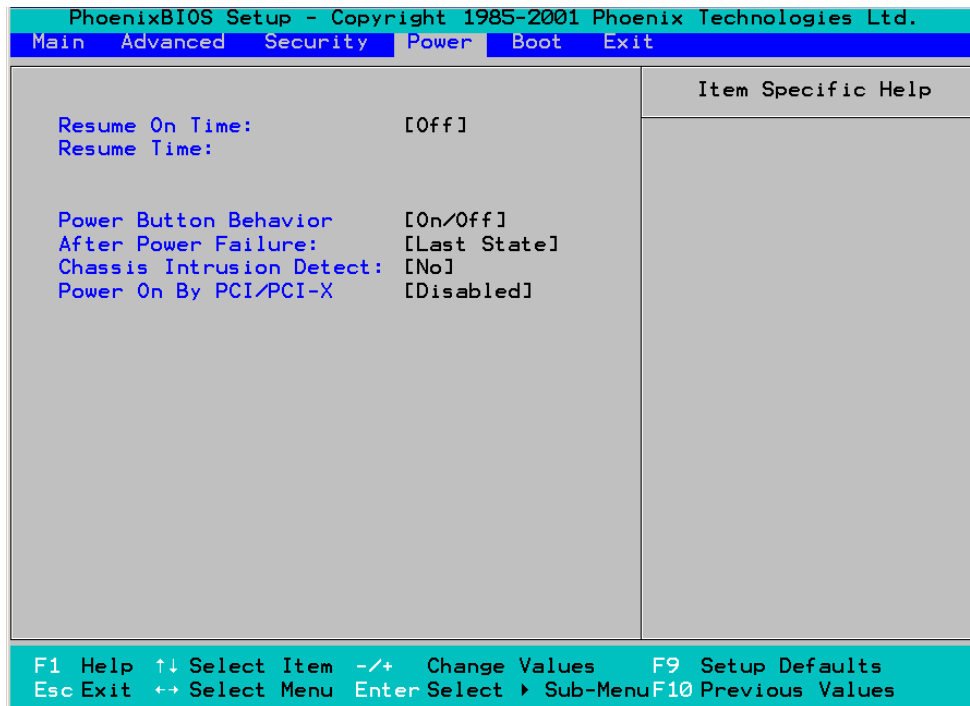 PhoenixBIOS Setup - Copyright 1985-2001 Phoenix Technologies Ltd.
Main Advanced Security Power Boot Exit
Item Specific Help
Resume On Time: [Off]
Resume Time:
Power Button Behavior [On/Off]
After Power Failure: [Last State]
Chassis Intrusion Detect: [No]
Power On By PCI/PCI-X [Disabled]
F1 Help ↑↓ Select Item -/+ Change Values F9 Setup Defaults
Esc Exit ←→ Select Menu Enter Select ▸ Sub-Menu F10 Previous Values